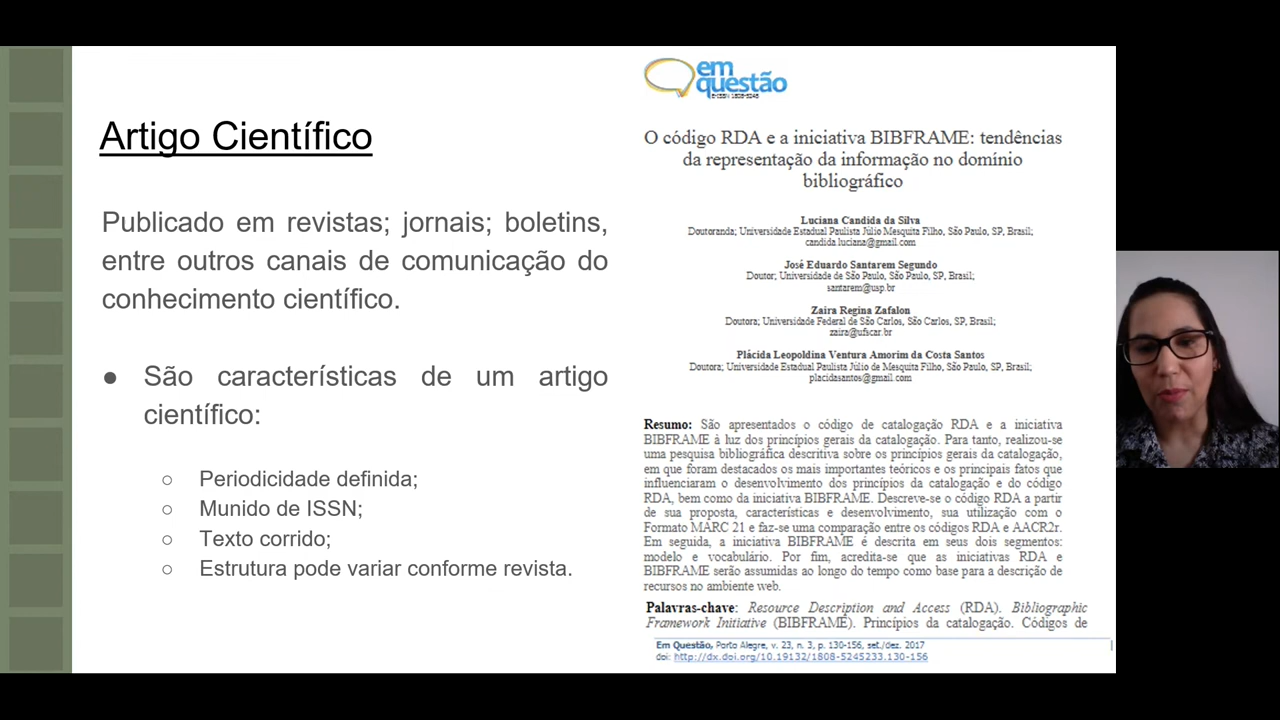 Artigo Científico
Publicado em revistas; jornais; boletins,
entre outros canais de comunicação do
conhecimento científico.
● São características de um artigo
científico:
○ Periodicidade definida;
○ Munido de ISSN;
○ Texto corrido;
○ Estrutura pode variar conforme revista.
em
questão
O código RDA e a iniciativa BIBFRAME: tendências
da representação da informação no domínio
bibliográfico
Luciana Candida da Silva
Doutoranda; Universidade Estadual Paulista Júlio Mesquita Filho, São Paulo, SP, Brasil;
candida.luciana@gmail.com
José Eduardo Santarem Segundo
Doutor; Universidade de São Paulo, São Paulo, SP, Brasil;
santarem@usp.br
Zaira Regina Zafalon
Doutora; Universidade Federal de São Carlos, São Carlos, SP, Brasil;
zaira@ufscar.br
Plácida Leopoldina Ventura Amorim da Costa Santos
Doutora; Universidade Estadual Paulista Júlio de Mesquita Filho, São Paulo, SP, Brasil;
placidasantos@gmail.com
Resumo: São apresentados o código de catalogação RDA e a iniciativa
BIBFRAME à luz dos princípios gerais da catalogação. Para tanto, realizou-se
uma pesquisa bibliográfica descritiva sobre os princípios gerais da catalogação,
em que foram destacados os mais importantes teóricos e os principais fatos que
influenciaram o desenvolvimento dos princípios da catalogação e do código
RDA, bem como da iniciativa BIBFRAME. Descreve-se o código RDA a partir
de sua proposta, características e desenvolvimento, sua utilização com o
Formato MARC 21 e faz-se uma comparação entre os códigos RDA e AACR2r.
Em seguida, a iniciativa BIBFRAME é descrita em seus dois segmentos:
modelo e vocabulário. Por fim, acredita-se que as iniciativas RDA e
BIBFRAME serão assumidas ao longo do tempo como base para a descrição de
recursos no ambiente web.
Palavras-chave: Resource Description and Access (RDA). Bibliographic
Framework Initiative (BIBFRAME). Princípios da catalogação. Códigos de
Em Questão, Porto Alegre, v. 23, n. 3, p. 130-156, set./dez. 2017
doi: http://dx.doi.org/10.19132/1808-5245233.130-156